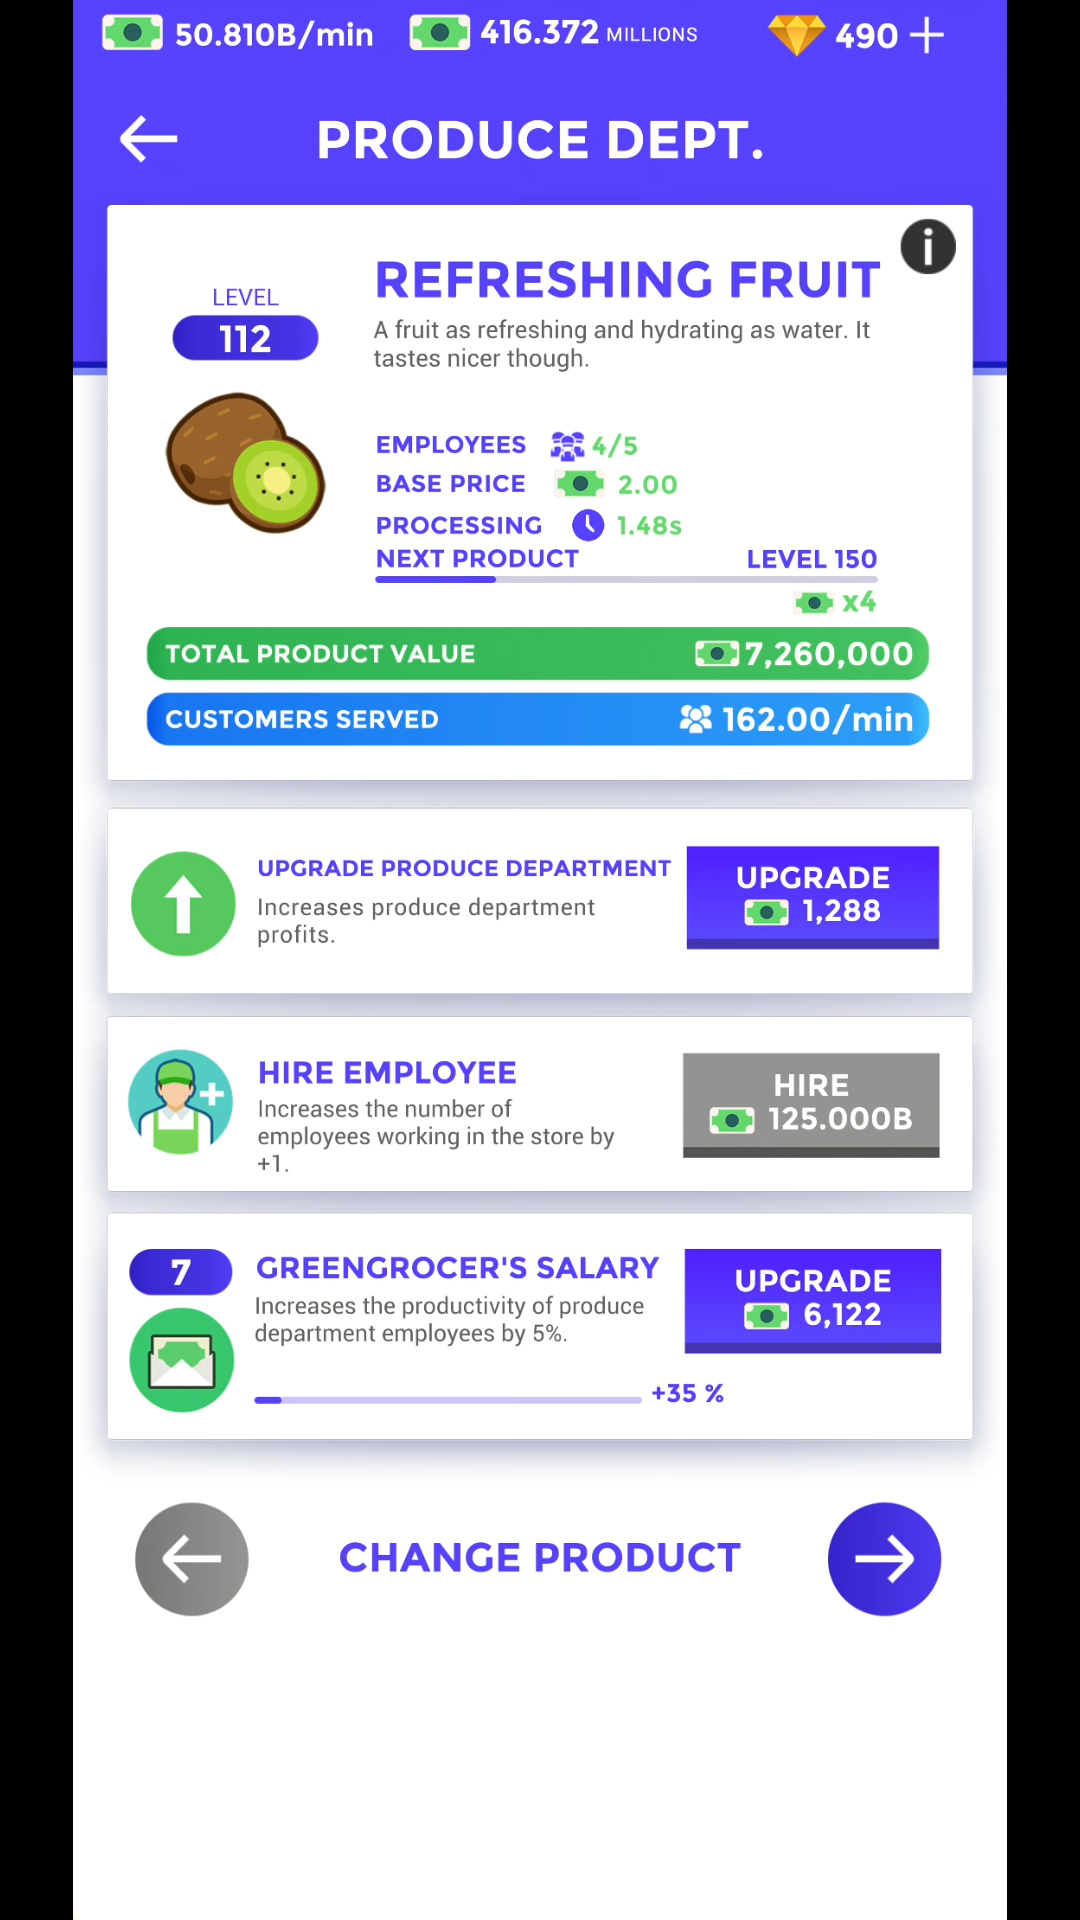 50.810B/min 416.372 MILLIONS 490 +
PRODUCE DEPT.
REFRESHING FRUIT
LEVEL
112
A fruit as refreshing and hydrating as water. It
tastes nicer though.
EMPLOYEES 4/5
BASE PRICE 2.00
PROCESSING 1.48s
NEXT PRODUCT LEVEL 150
x4
TOTAL PRODUCT VALUE 7,260,000
CUSTOMERS SERVED 162.00/min
UPGRADE PRODUCE DEPARTMENT
Increases produce department
profits.
UPGRADE
1,288
HIRE EMPLOYEE
Increases the number of
employees working in the store by
+1.
HIRE
125.000B
7
GREENGROCER'S SALARY
Increases the productivity of produce
department employees by 5%.
UPGRADE
6,122
+35 %
CHANGE PRODUCT